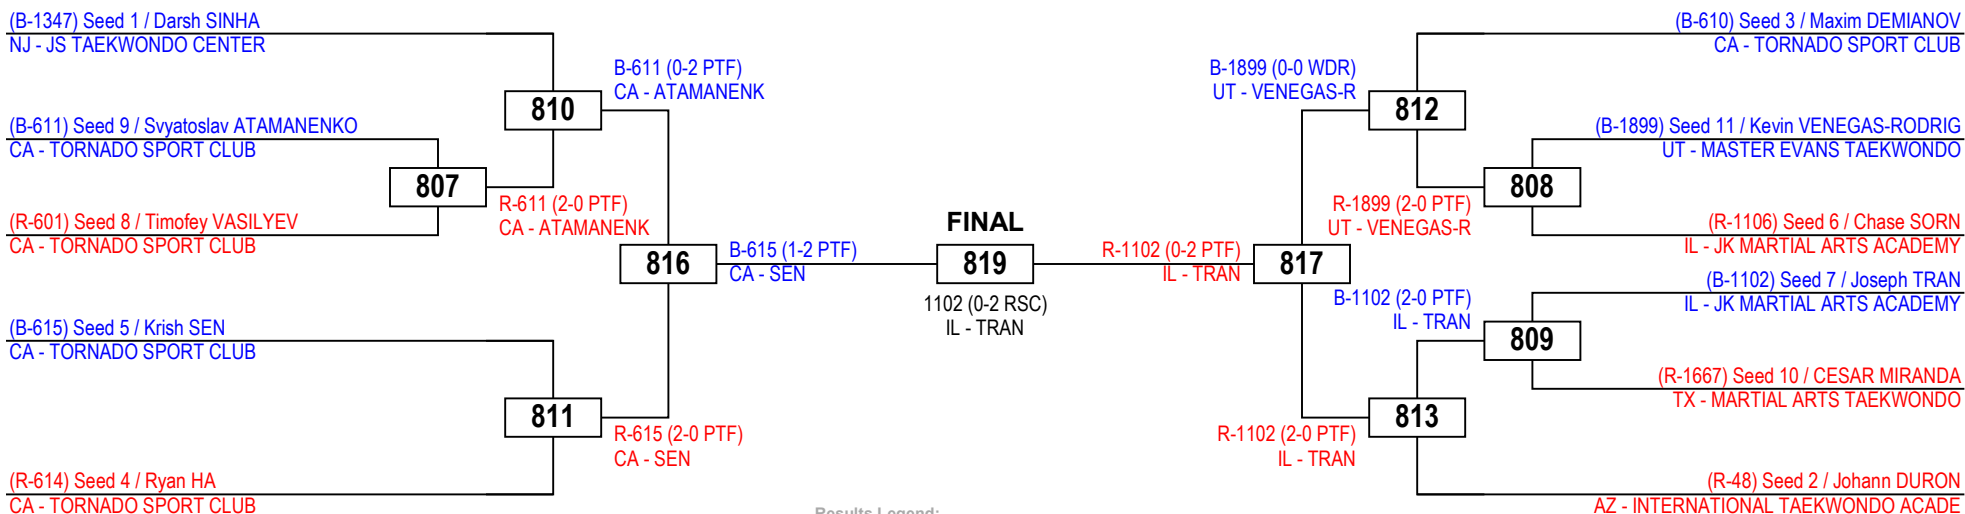 (B-1347) Seed 1 / Darsh SINHA
NJ - JS TAEKWONDO CENTER
(B-611) Seed 9 / Svyatoslav ATAMANENKO
CA - TORNADO SPORT CLUB
(R-601) Seed 8 / Timofey VASILYEV
CA - TORNADO SPORT CLUB
(B-615) Seed 5 / Krish SEN
CA - TORNADO SPORT CLUB
(R-614) Seed 4 / Ryan HA
CA - TORNADO SPORT CLUB
807
R-611 (2-0 PTF)
CA - ATAMANENK
810
B-611 (0-2 PTF)
CA - ATAMANENK
811
R-615 (2-0 PTF)
CA - SEN
816
B-615 (1-2 PTF)
CA - SEN
FINAL
819
1102 (0-2 RSC)
IL - TRAN
R-1102 (0-2 PTF)
IL - TRAN
817
B-1899 (0-0 WDR)
UT - VENEGAS-R
812
R-1899 (2-0 PTF)
UT - VENEGAS-R
808
B-1102 (2-0 PTF)
IL - TRAN
809
R-1102 (2-0 PTF)
IL - TRAN
813
(B-610) Seed 3 / Maxim DEMIANOV
CA - TORNADO SPORT CLUB
(B-1899) Seed 11 / Kevin VENEGAS-RODRIG
UT - MASTER EVANS TAEKWONDO
(R-1106) Seed 6 / Chase SORN
IL - JK MARTIAL ARTS ACADEMY
(B-1102) Seed 7 / Joseph TRAN
IL - JK MARTIAL ARTS ACADEMY
(R-1667) Seed 10 / CESAR MIRANDA
TX - MARTIAL ARTS TAEKWONDO
(R-48) Seed 2 / Johann DURON
AZ - INTERNATIONAL TAEKWONDO ACADE
Results Legend: